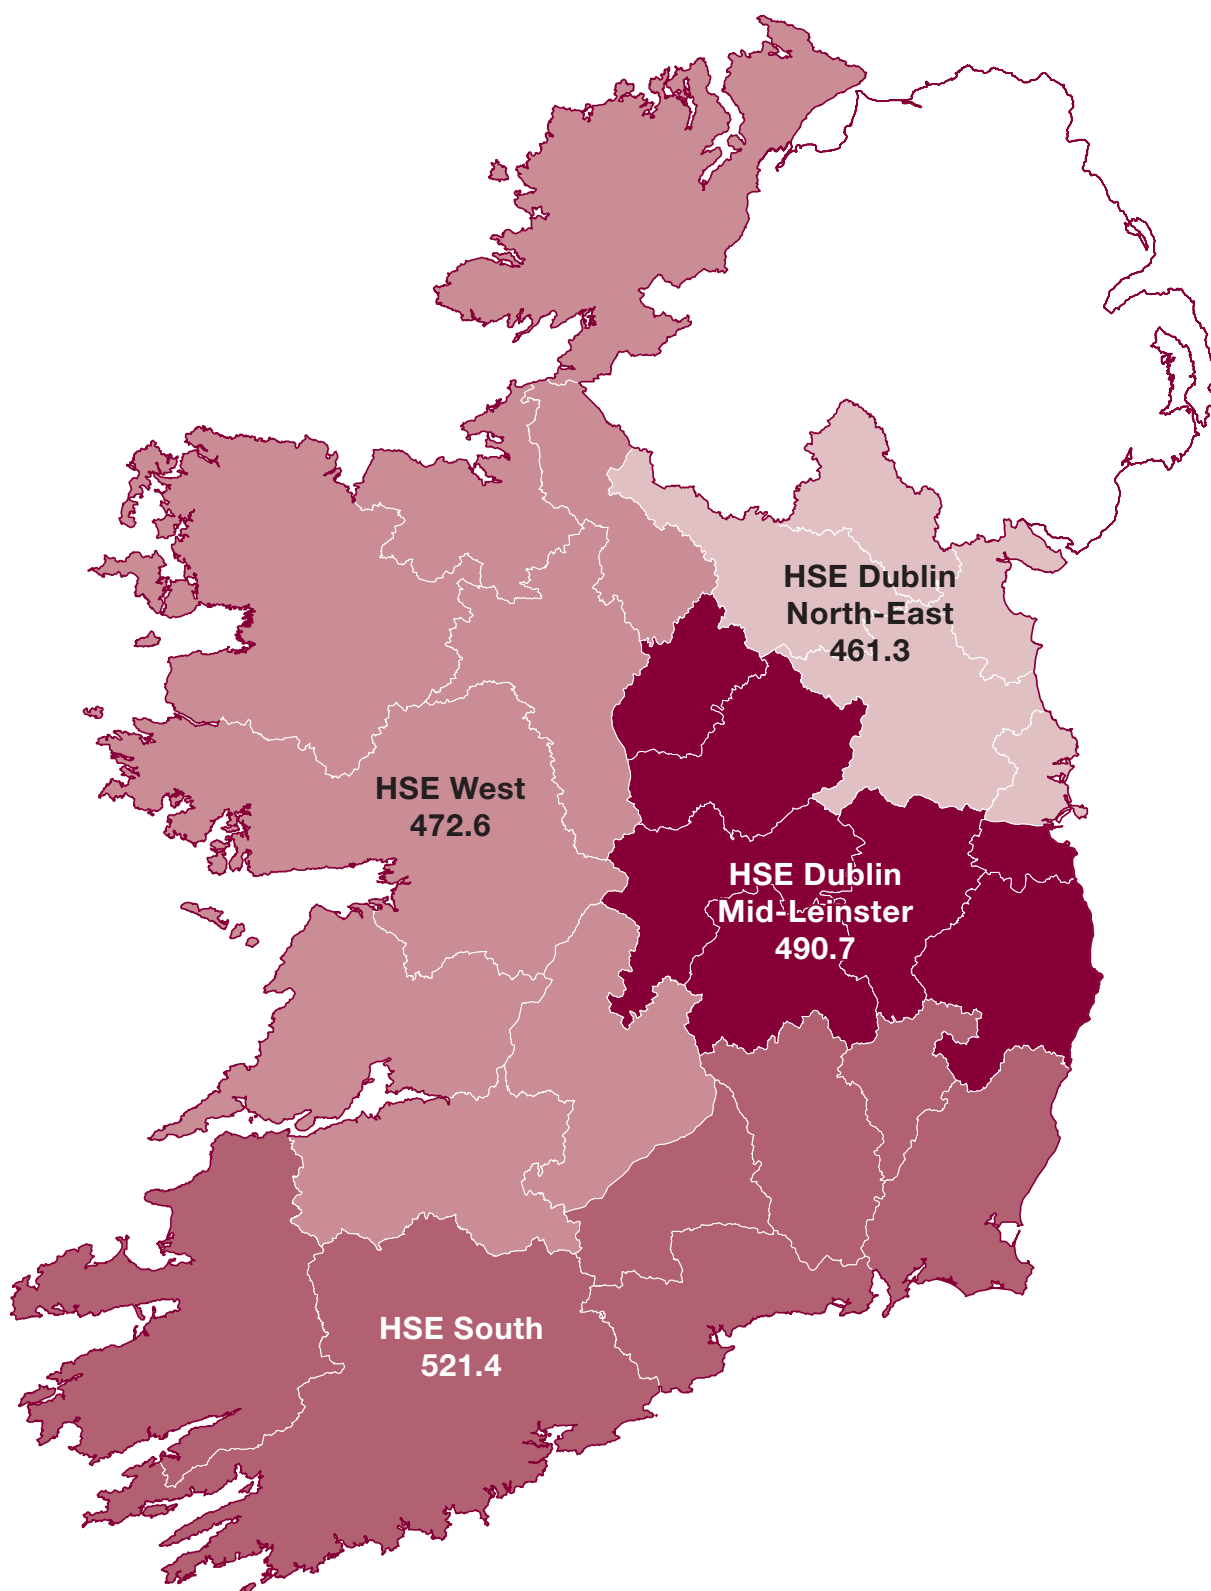 HSE Dublin
North-East
461.3
HSE West
472.6
HSE Dublin
Mid-Leinster
490.7
HSE South
521.4